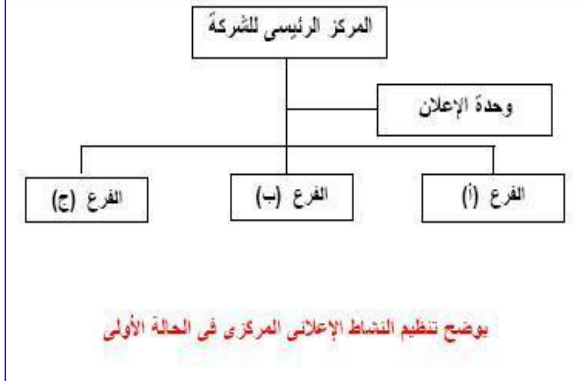 المركز الرئيسى للشركة
وحدة الإعلان
الفرع (أ)
الفرع (ب)
الفرع (ج)
يوضح تنظيم النشاط الإعلانى المركزى فى الحالة الأولى